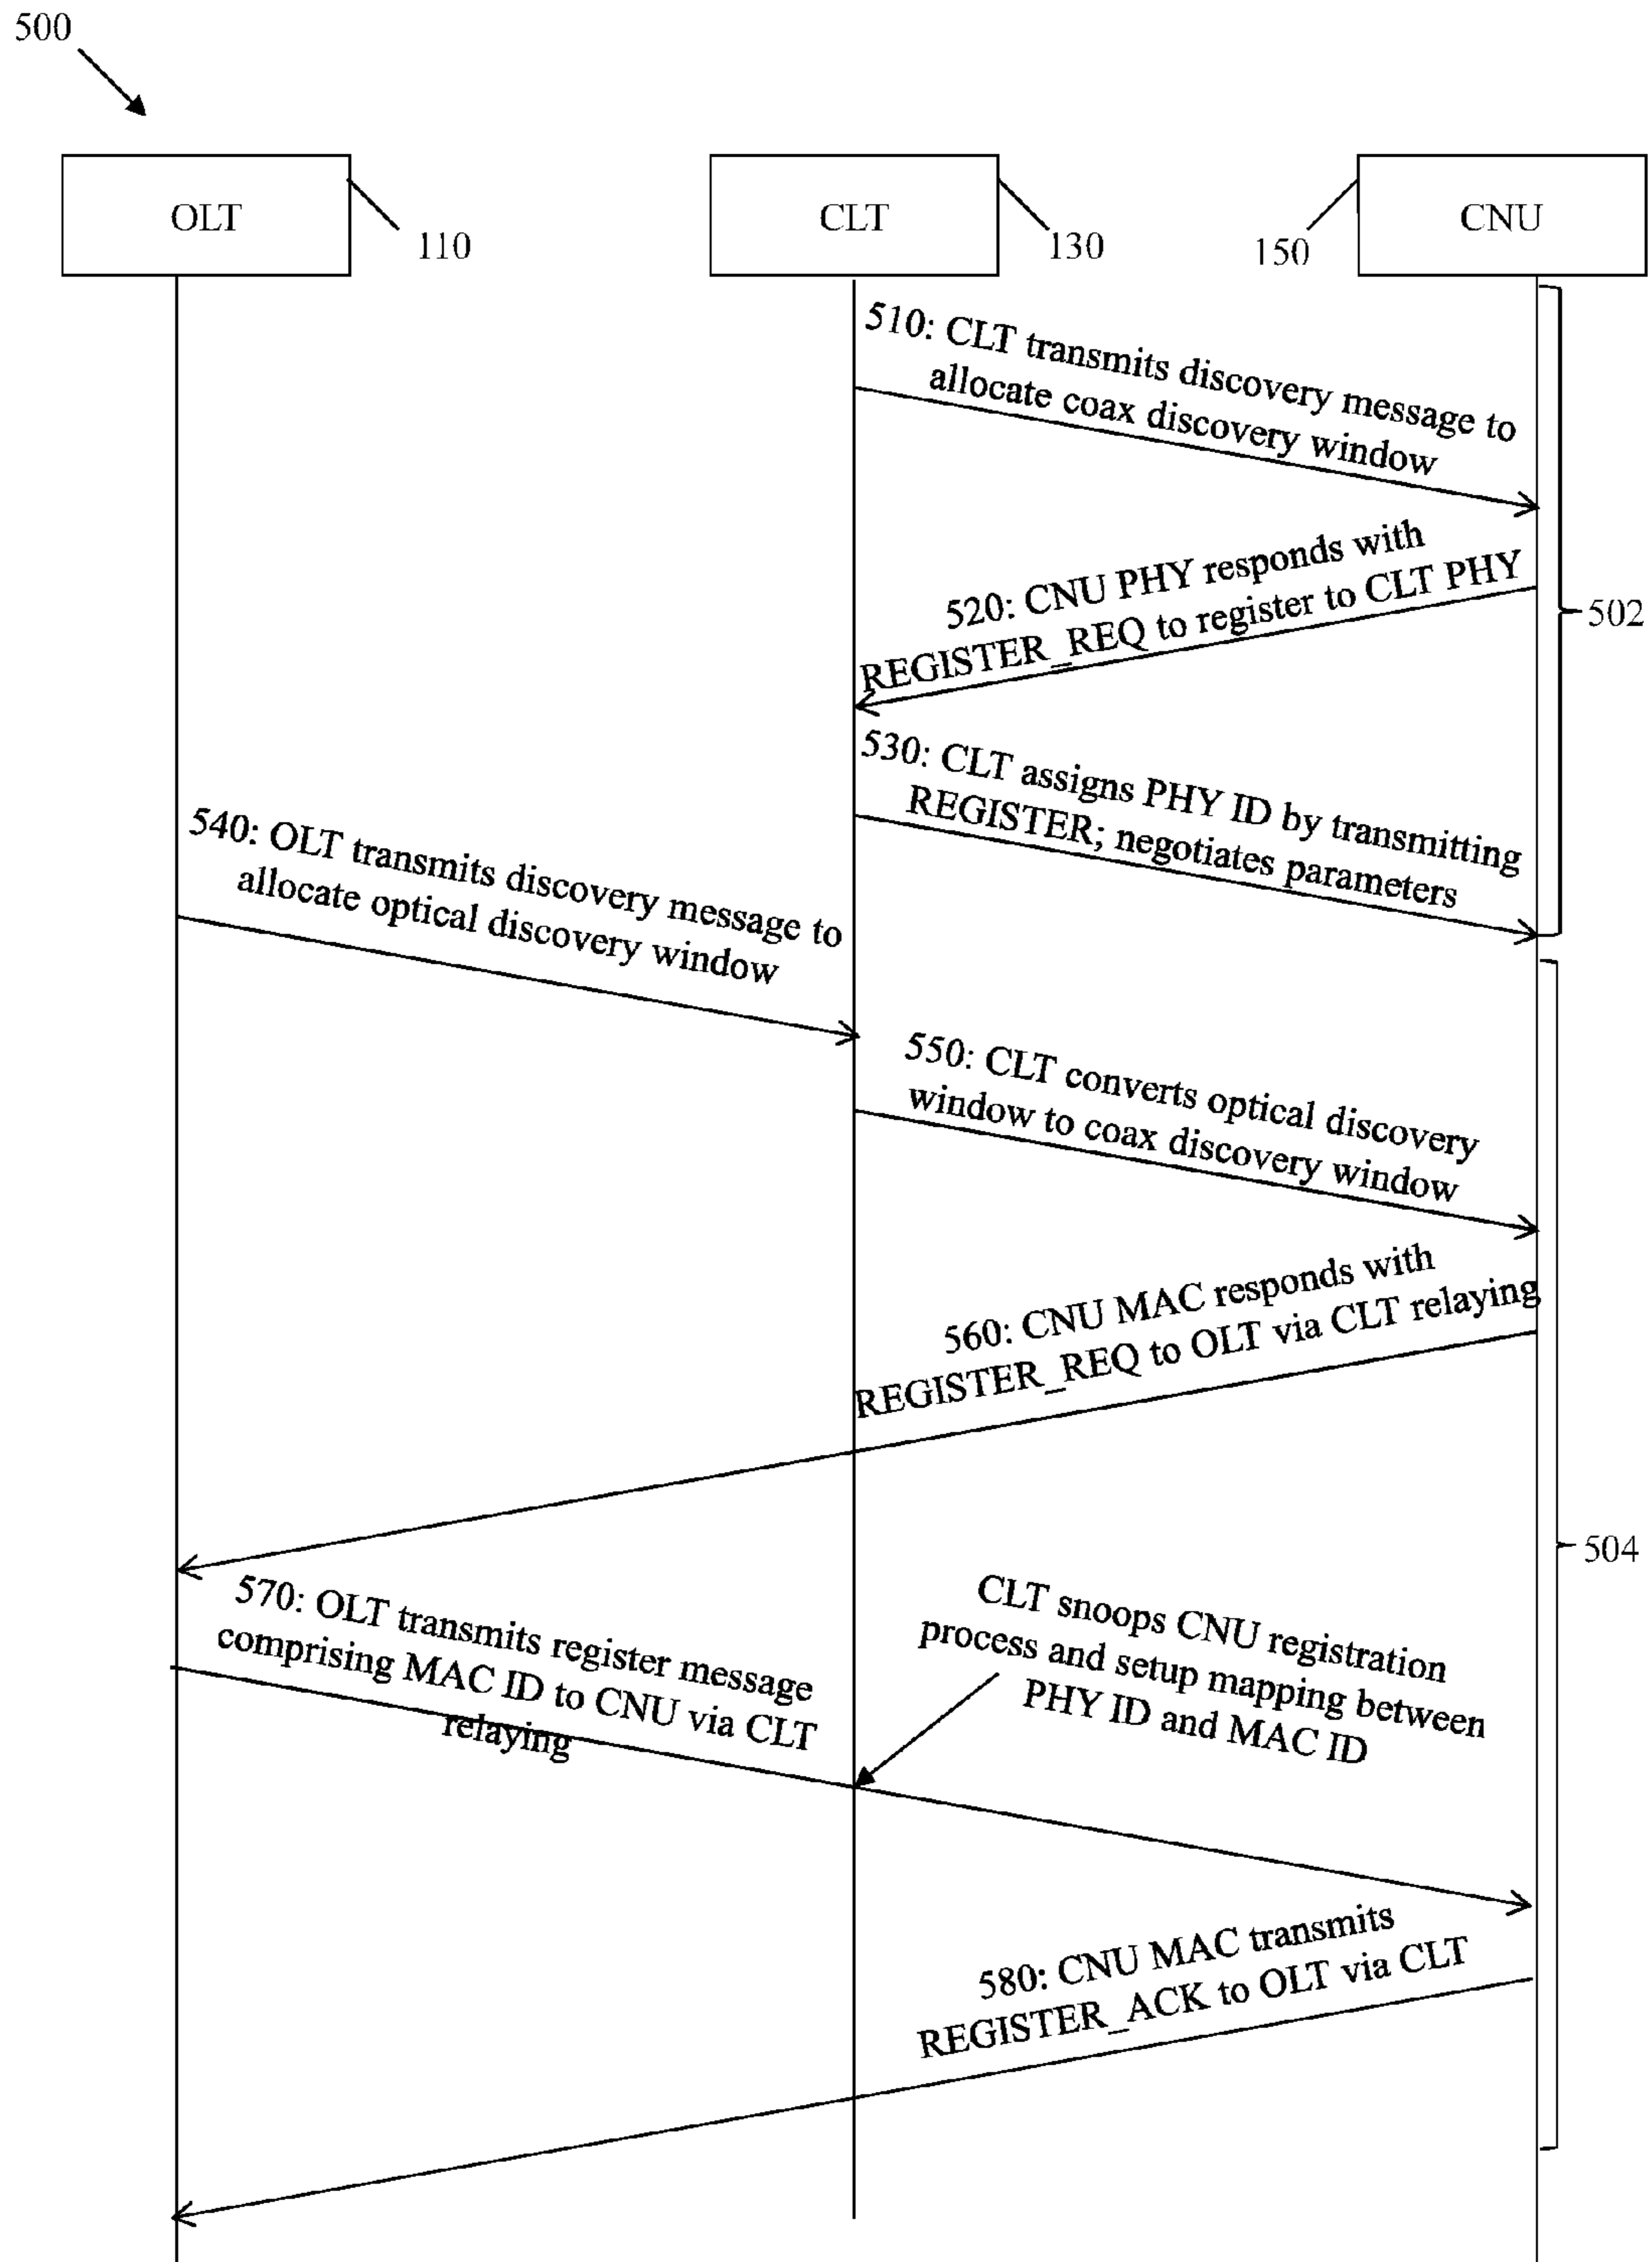 500
OLT
110
CLT
130
150
CNU
510: CLT transmits discovery message to
allocate coax discovery window
520: CNU PHY responds with
REGISTER_REQ to register to CLT PHY
502
530: CLT assigns PHY ID by transmitting
REGISTER; negotiates parameters
540: OLT transmits discovery message to
allocate optical discovery window
550: CLT converts optical discovery
window to coax discovery window
560: CNU MAC responds with
REGISTER_REQ to OLT via CLT relaying
504
570: OLT transmits register message
comprising MAC ID to CNU via CLT
relaying
CLT snoops CNU registration
process and setup mapping between
PHY ID and MAC ID
580: CNU MAC transmits
REGISTER_ACK to OLT via CLT